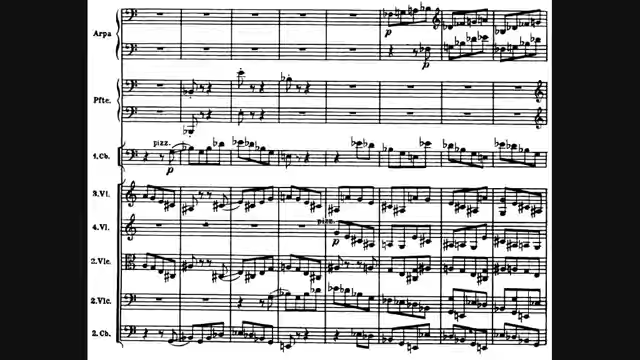 Arpa
p
p
Pfte.
pizz.
1. Cb.
p
3. Vl.
pizz.
4. Vl.
p
2. Vlc.
2. Vlc.
2. Cb.